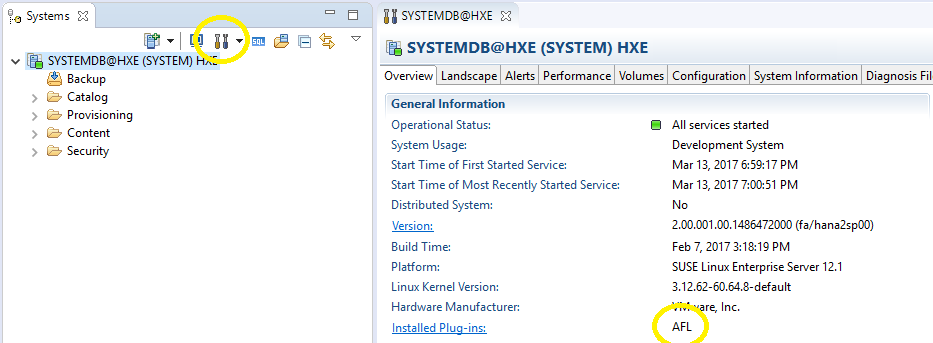 Systems
SQL
SYSTEMDB@HXE (SYSTEM) HXE
Backup
Catalog
Provisioning
Content
Security
SYSTEMDB@HXE
SYSTEMDB@HXE (SYSTEM) HXE
Overview Landscape Alerts Performance Volumes Configuration System Information Diagnosis Fil
General Information
Operational Status: All services started
System Usage: Development System
Start Time of First Started Service: Mar 13, 2017 6:59:17 PM
Start Time of Most Recently Started Service: Mar 13, 2017 7:00:51 PM
Distributed System: No
Version: 2.00.001.00.1486472000 (fa/hana2sp00)
Build Time: Feb 7, 2017 3:18:19 PM
Platform: SUSE Linux Enterprise Server 12.1
Linux Kernel Version: 3.12.62-60.64.8-default
Hardware Manufacturer: VMware, Inc.
Installed Plug-ins: AFL